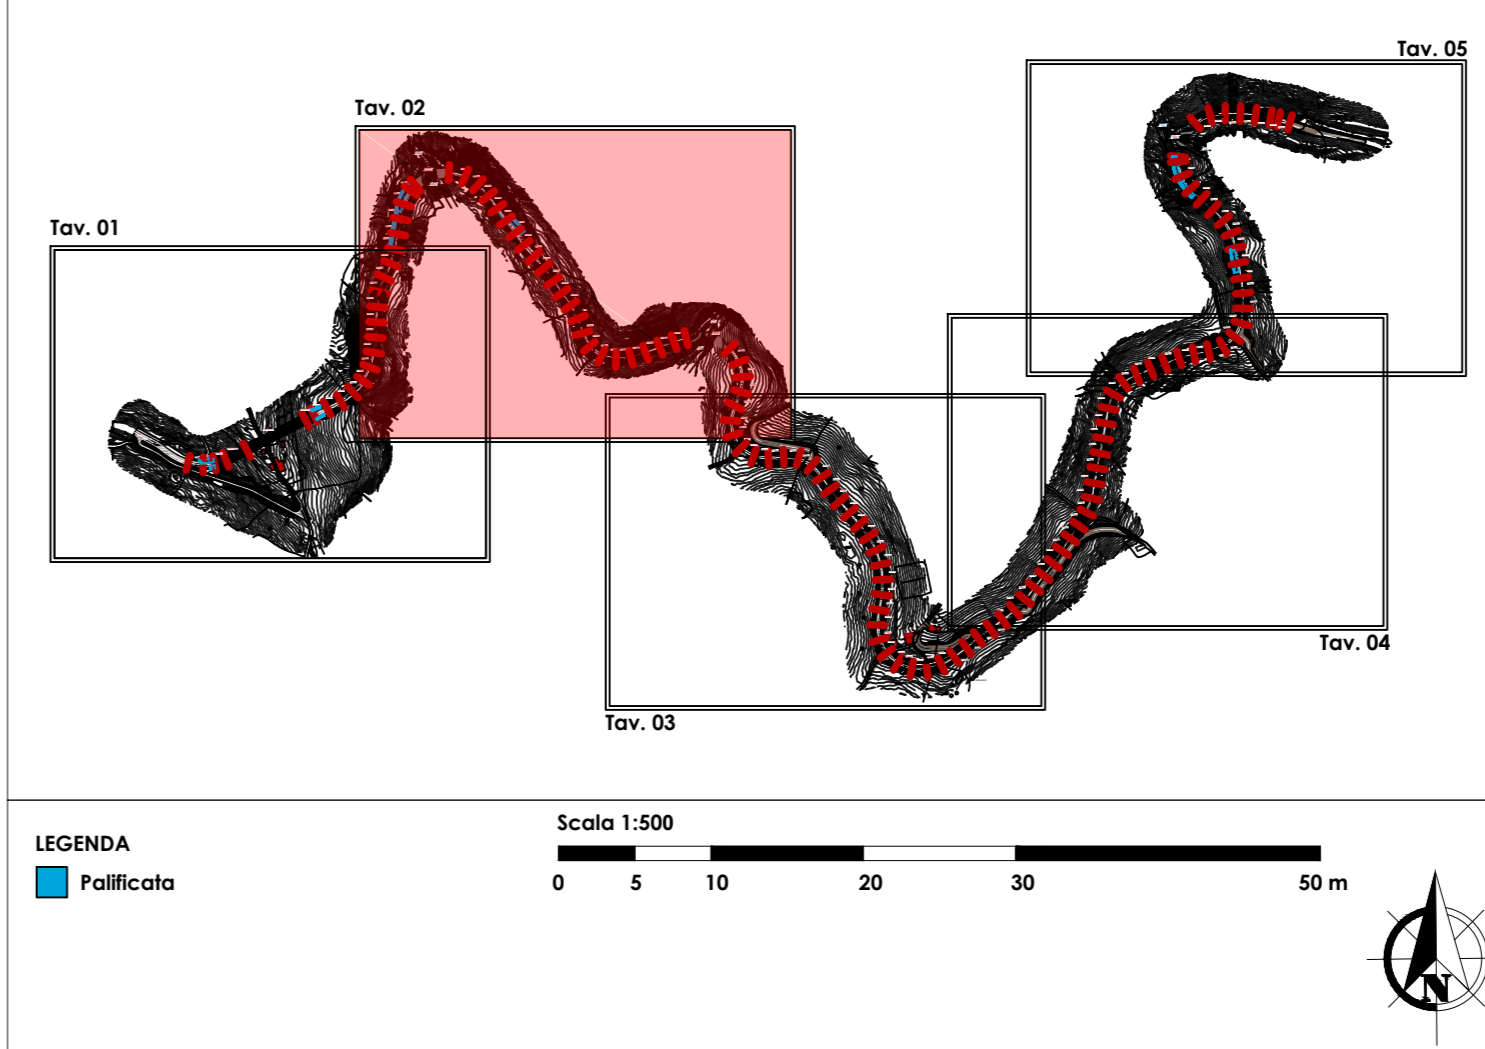 Tav. 05
Tav. 02
Tav. 01
Tav. 04
Tav. 03
LEGENDA
Palificata
Scala 1:500
0 5 10 20 30 50 m
N